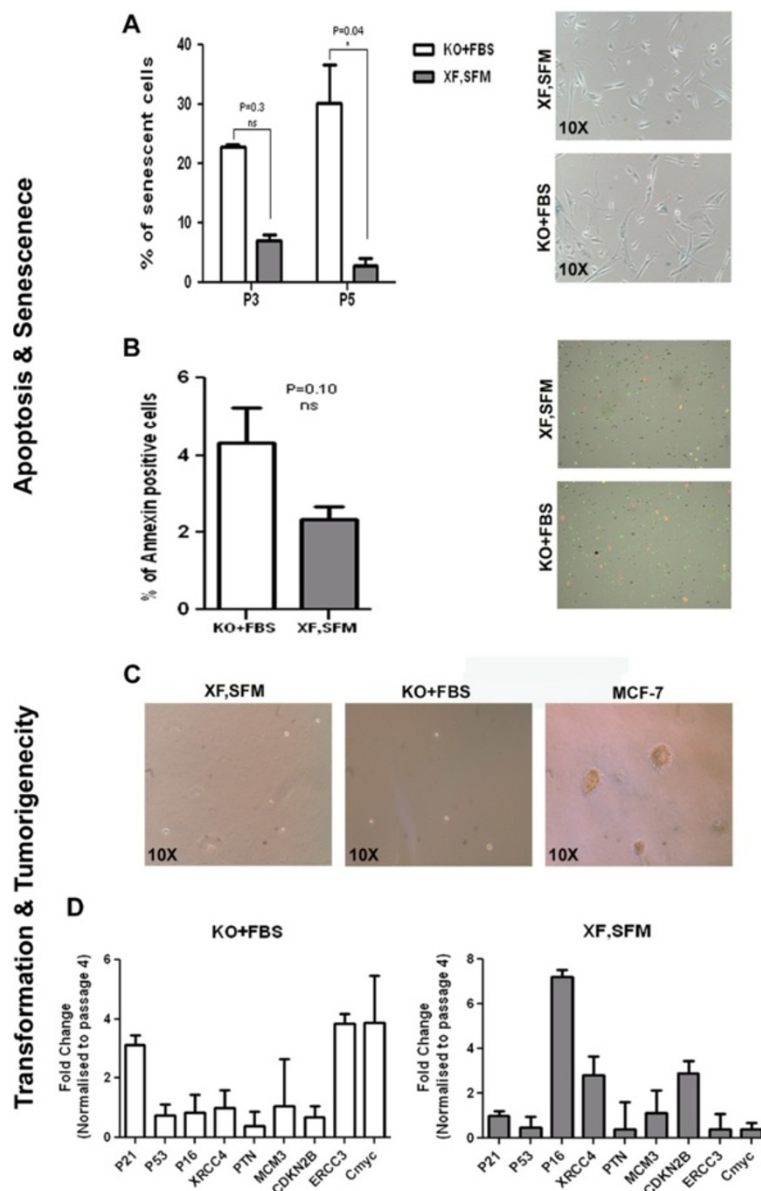 Apoptosis & Senescenece
A
% of senescent cells
40
30
20
10
0
P=0.3
ns
P=0.04
*
P3
P5
KO+FBS
XF,SFM
XF,SFM
10X
KO+FBS
10X
B
% of Annexin positive cells
6
4
2
0
P=0.10
ns
KO+FBS
XF,SFM
XF,SFM
KO+FBS
Transformation & Tumorigenecity
C
XF,SFM
KO+FBS
MCF-7
10X
10X
10X
D
KO+FBS
Fold Change
(Normalised to passage 4)
6
4
2
0
P21
P53
P16
XRCC4
PTN
MCM3
CDKN2B
ERCC3
Cmyc
XF,SFM
Fold Change
(Normalised to passage 4)
8
6
4
2
0
P21
P53
P16
XRCC4
PTN
MCM3
CDKN2B
ERCC3
Cmyc